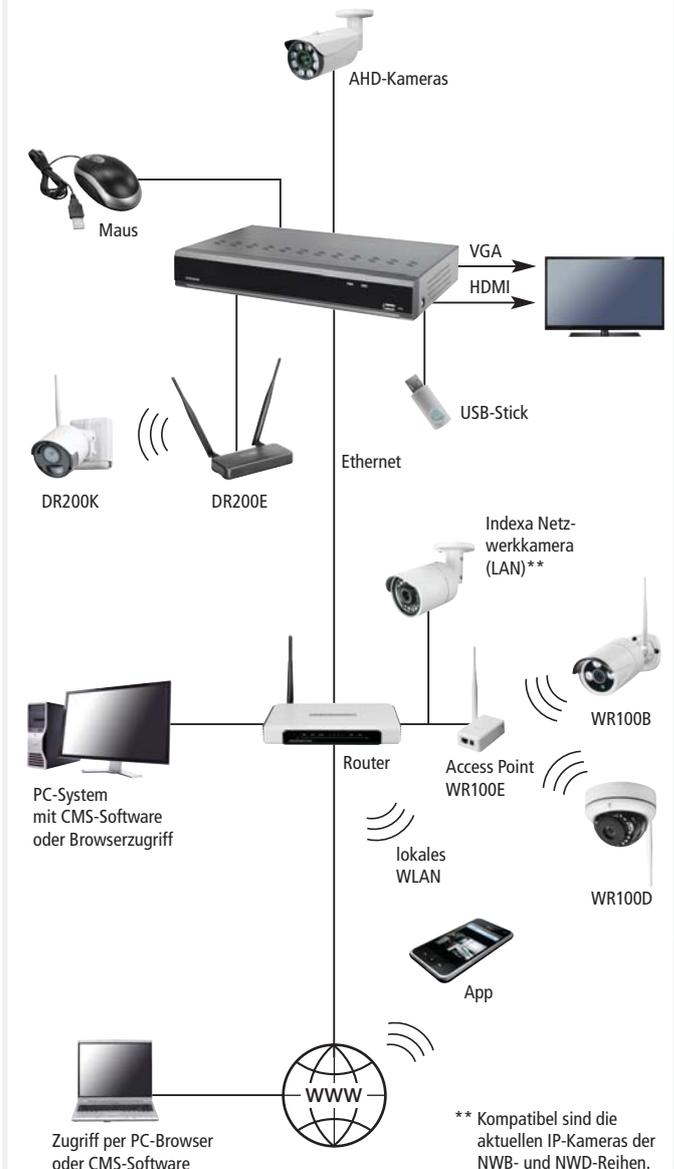 AHD-Kameras
Maus
VGA
HDMI
USB-Stick
Ethernet
DR200K
DR200E
Indexa Netz-
werkkamera
(LAN)**
WR100B
Router
Access Point
WR100E
PC-System
mit CMS-Software
oder Browserzugriff
lokales
WLAN
WR100D
App
WWW
Zugriff per PC-Browser
oder CMS-Software
** Kompatibel sind die
aktuellen IP-Kameras der
NWB- und NWD-Reihen.